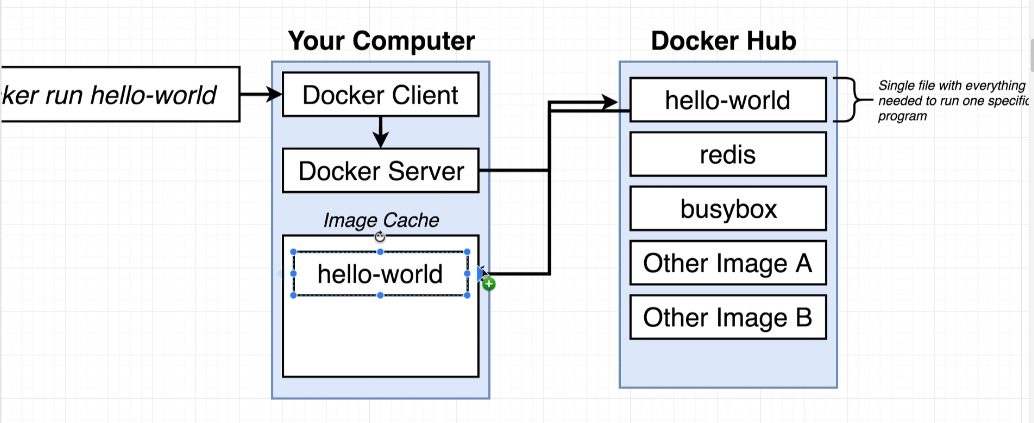 Your Computer
Docker Hub
ker run hello-world
Docker Client
Docker Server
Image Cache
hello-world
hello-world
redis
busybox
Other Image A
Other Image B
Single file with everything
needed to run one specific
program